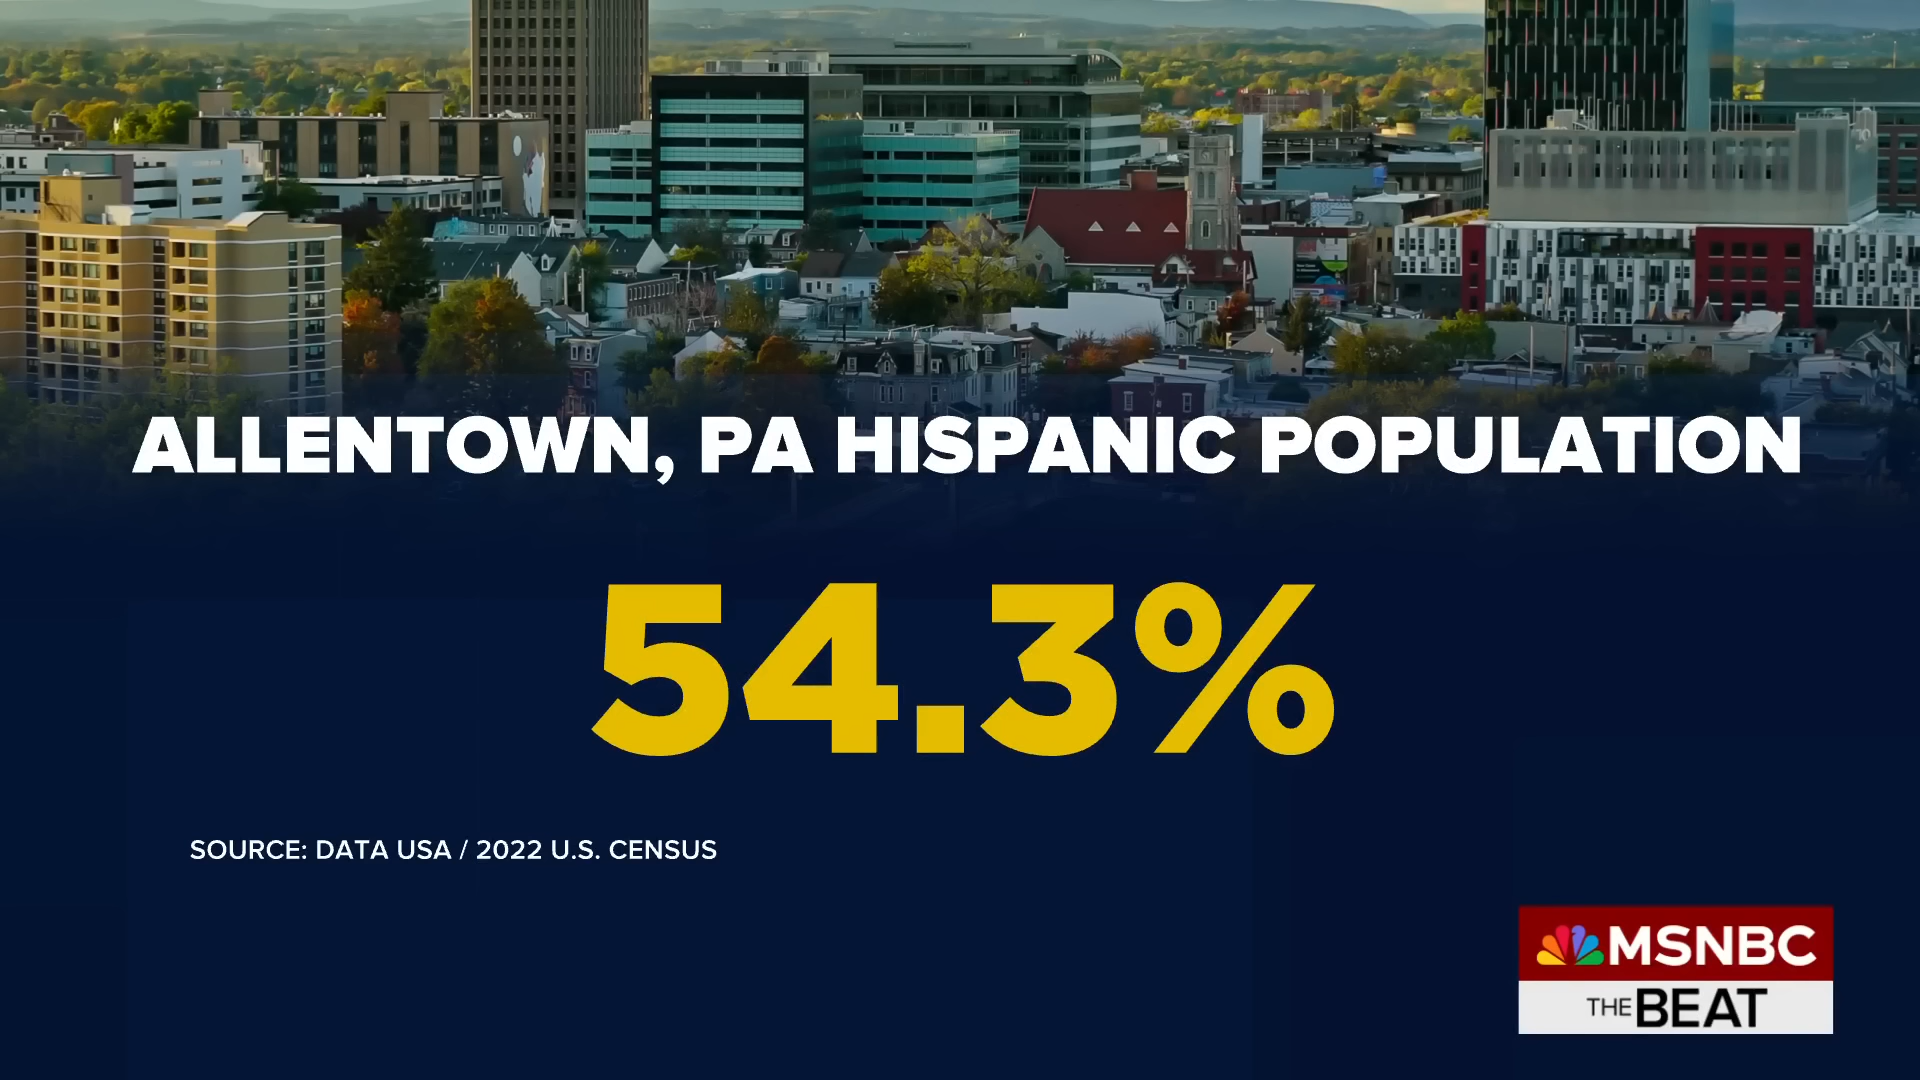 ALLENTOWN, PA HISPANIC POPULATION
54.3%
SOURCE: DATA USA / 2022 U.S. CENSUS
MSNBC
THE BEAT